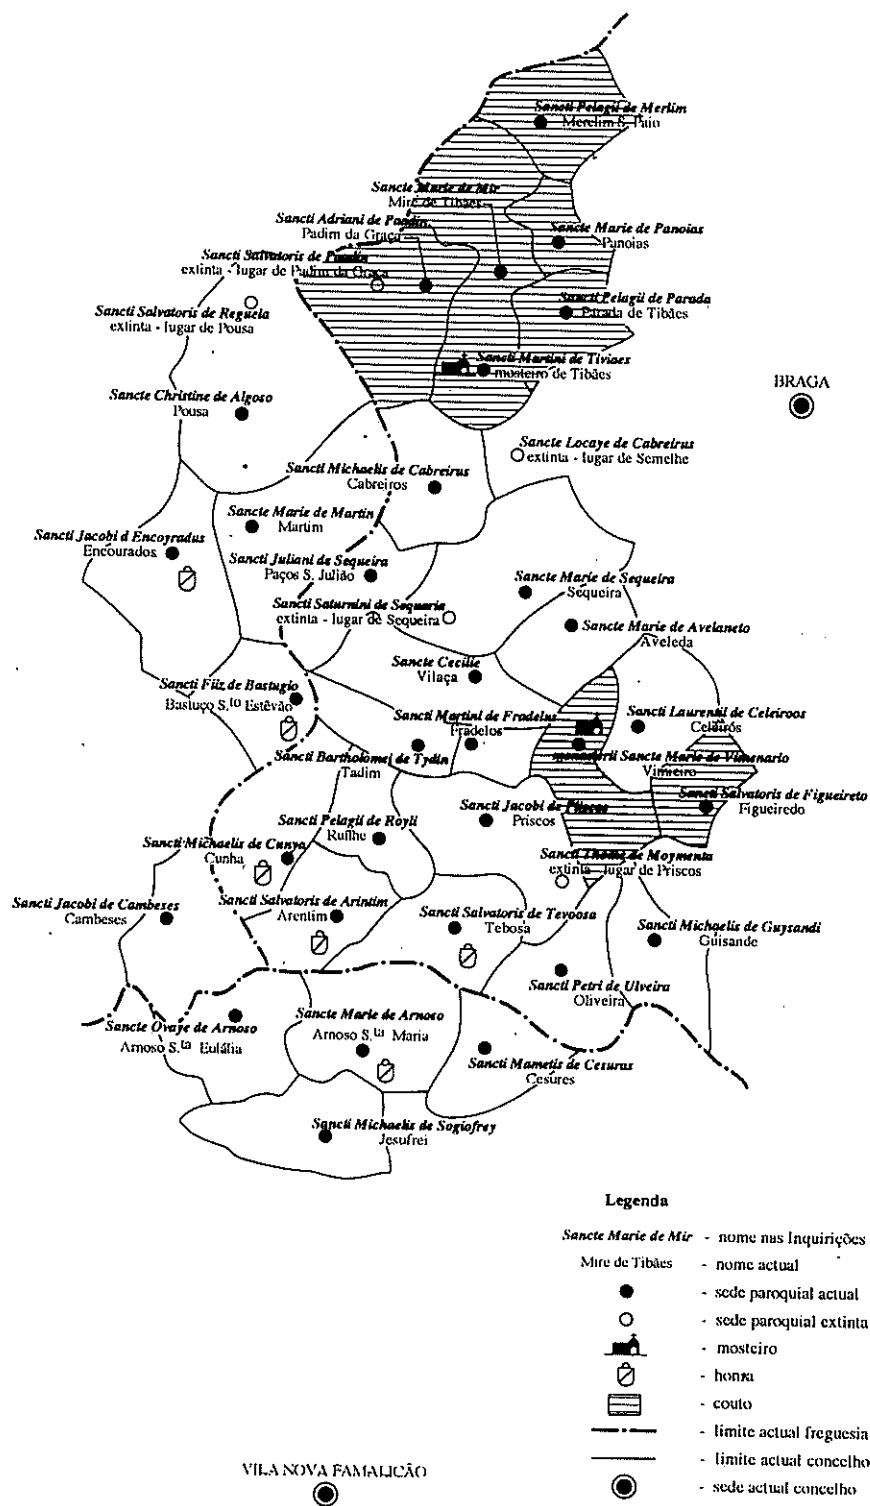 Sancti Pelagii de Merlim
Merelim S. Paio
Sancte Marie de Mir
Mire de Tibães
Sancti Adriani de Paadin
Padim da Graça
Sancte Marie de Panoias
Panoias
Sancti Salvatoris de Paadin
extinta - lugar de Padim da Graça
Sancti Salvatoris de Reguela
extinta - lugar de Pousa
Sancti Pelagii de Parada
Parada de Tibães
Sancti Martini de Tiviaes
mosteiro de Tibães
BRAGA
Sancte Christine de Algoso
Pousa
Sancte Locaye de Cabreirus
extinta - lugar de Semelhe
Sancti Michaelis de Cabreirus
Cabreiros
Sancte Marie de Martin
Martim
Sancti Jacobi d Encoyradus
Encourados
Sancti Juliani de Sequeira
Paços S. Julião
Sancte Marie de Sequeira
Sequeira
Sancti Saturnini de Sequaria
extinta - lugar de Sequeira
Sancte Marie de Avelaneto
Aveleda
Sancte Cecilie
Vilaça
Sancti Fiiz de Bastugio
Bastuço S.to Estêvão
Sancti Martini de Fradelus
Fradelos
Sancti Laurentii de Celeiroos
Celeirós
Sancti Bartholomei de Tydin
Tadim
monasterii Sancte Marie de Vimenario
Vimieiro
Sancti Salvatoris de Figueireto
Figueiredo
Sancti Jacobi de Priscos
Priscos
Sancti Pelagii de Royli
Ruilhe
Sancti Michaelis de Cunya
Cunha
Sancti Thome de Moymenta
extinta - lugar de Priscos
Sancti Jacobi de Cambeses
Cambeses
Sancti Salvatoris de Arintim
Arentim
Sancti Salvatoris de Tevoosa
Tebosa
Sancti Michaelis de Guysandi
Guisande
Sancti Petri de Ulveira
Oliveira
Sancte Ovaye de Arnoso
Arnoso S.ta Eulália
Sancte Marie de Arnoso
Arnoso S.ta Maria
Sancti Mametis de Cesurus
Cesures
Sancti Michaelis de Sogiofrey
Jesufrei
Legenda
Sancte Marie de Mir - nome nas Inquirições
Mire de Tibães - nome actual
- sede paroquial actual
- sede paroquial extinta
- mosteiro
- honra
- couto
- limite actual freguesia
- limite actual concelho
- sede actual concelho
VILA NOVA FAMALICÃO